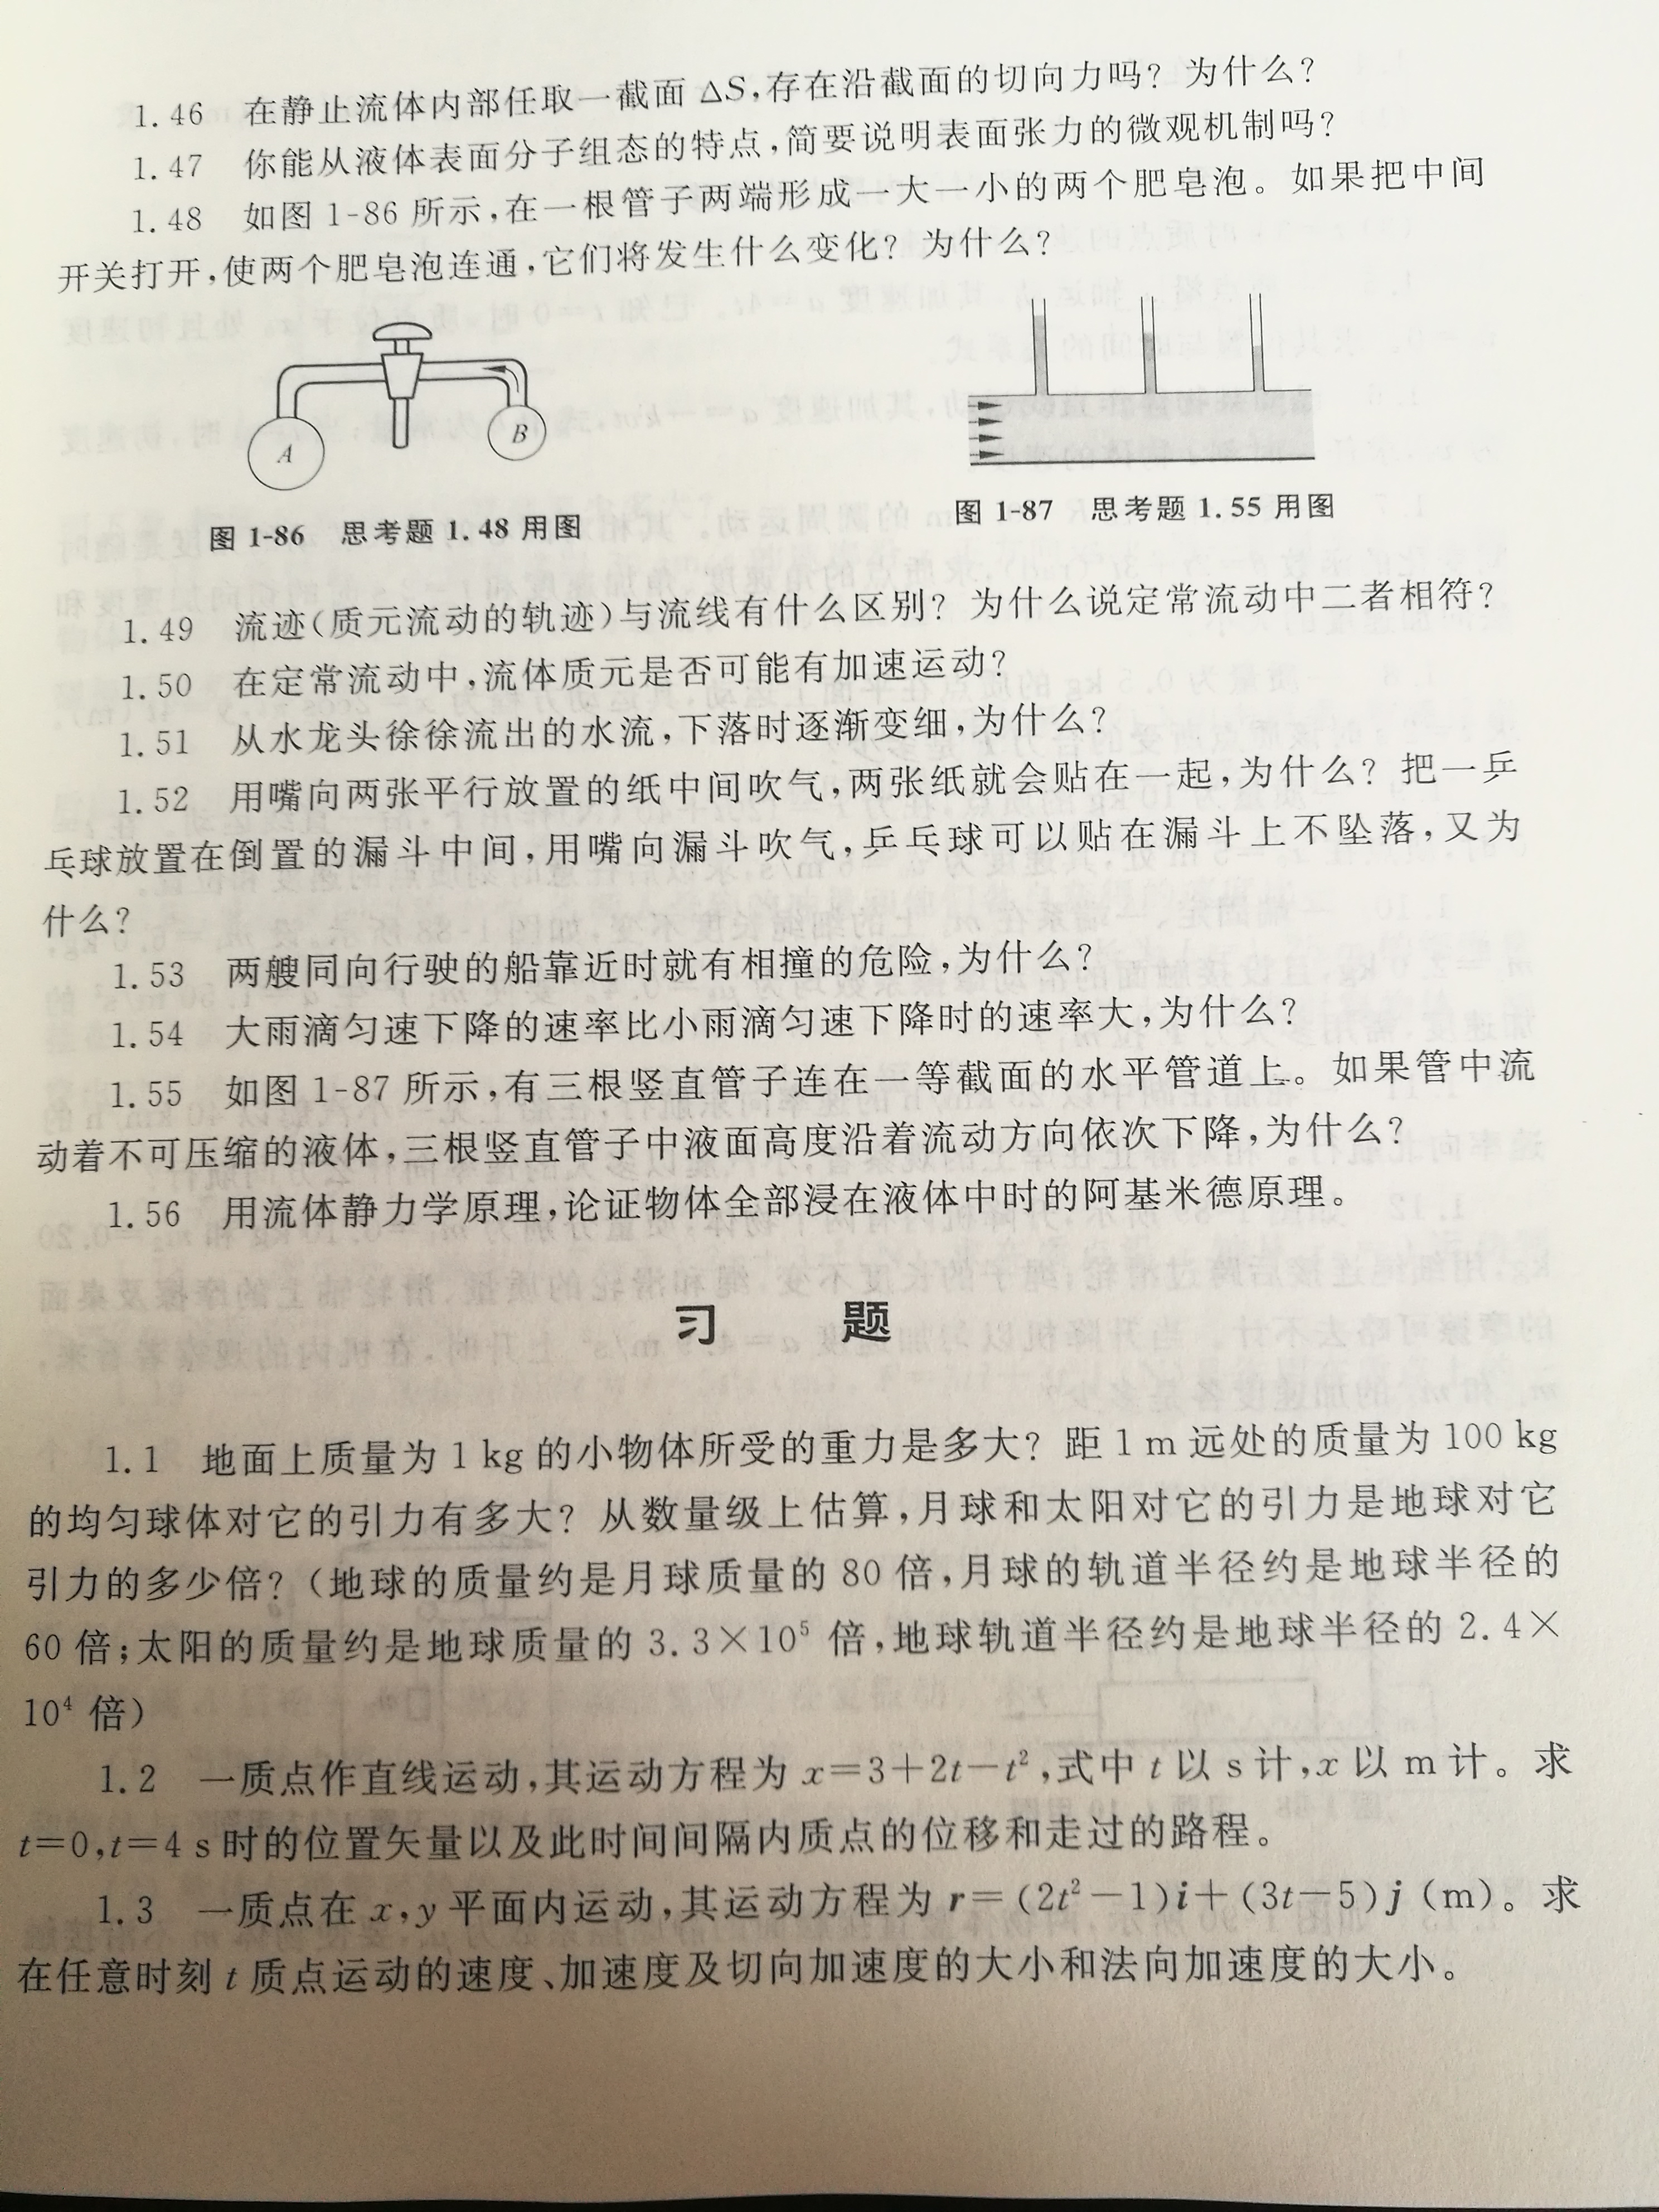 1.46 在静止流体内部任取一截面 ΔS,存在沿截面的切向力吗? 为什么?
1.47 你能从液体表面分子组态的特点,简要说明表面张力的微观机制吗?
1.48 如图 1-86 所示,在一根管子两端形成一大一小的两个肥皂泡。如果把中间
开关打开,使两个肥皂泡连通,它们将发生什么变化? 为什么?
A
B
图 1-86 思考题 1.48 用图
图 1-87 思考题 1.55 用图
1.49 流迹(质元流动的轨迹)与流线有什么区别? 为什么说定常流动中二者相符?
1.50 在定常流动中,流体质元是否可能有加速运动?
1.51 从水龙头徐徐流出的水流,下落时逐渐变细,为什么?
1.52 用嘴向两张平行放置的纸中间吹气,两张纸就会贴在一起,为什么? 把一乒
乓球放置在倒置的漏斗中间,用嘴向漏斗吹气,乒乓球可以贴在漏斗上不坠落,又为
什么?
1.53 两艘同向行驶的船靠近时就有相撞的危险,为什么?
1.54 大雨滴匀速下降的速率比小雨滴匀速下降时的速率大,为什么?
1.55 如图 1-87 所示,有三根竖直管子连在一等截面的水平管道上。如果管中流
动着不可压缩的液体,三根竖直管子中液面高度沿着流动方向依次下降,为什么?
1.56 用流体静力学原理,论证物体全部浸在液体中时的阿基米德原理。
习 题
1.1 地面上质量为 1 kg 的小物体所受的重力是多大? 距 1 m 远处的质量为 100 kg
的均匀球体对它的引力有多大? 从数量级上估算,月球和太阳对它的引力是地球对它
引力的多少倍? (地球的质量约是月球质量的 80 倍,月球的轨道半径约是地球半径的
60 倍;太阳的质量约是地球质量的 3.3×10⁵ 倍,地球轨道半径约是地球半径的 2.4×
10⁴ 倍)
1.2 一质点作直线运动,其运动方程为 x=3+2t−t²,式中 t 以 s 计,x 以 m 计。求
t=0,t=4 s 时的位置矢量以及此时间间隔内质点的位移和走过的路程。
1.3 一质点在 x,y 平面内运动,其运动方程为 r=(2t²−1)i+(3t−5)j (m)。求
在任意时刻 t 质点运动的速度、加速度及切向加速度的大小和法向加速度的大小。